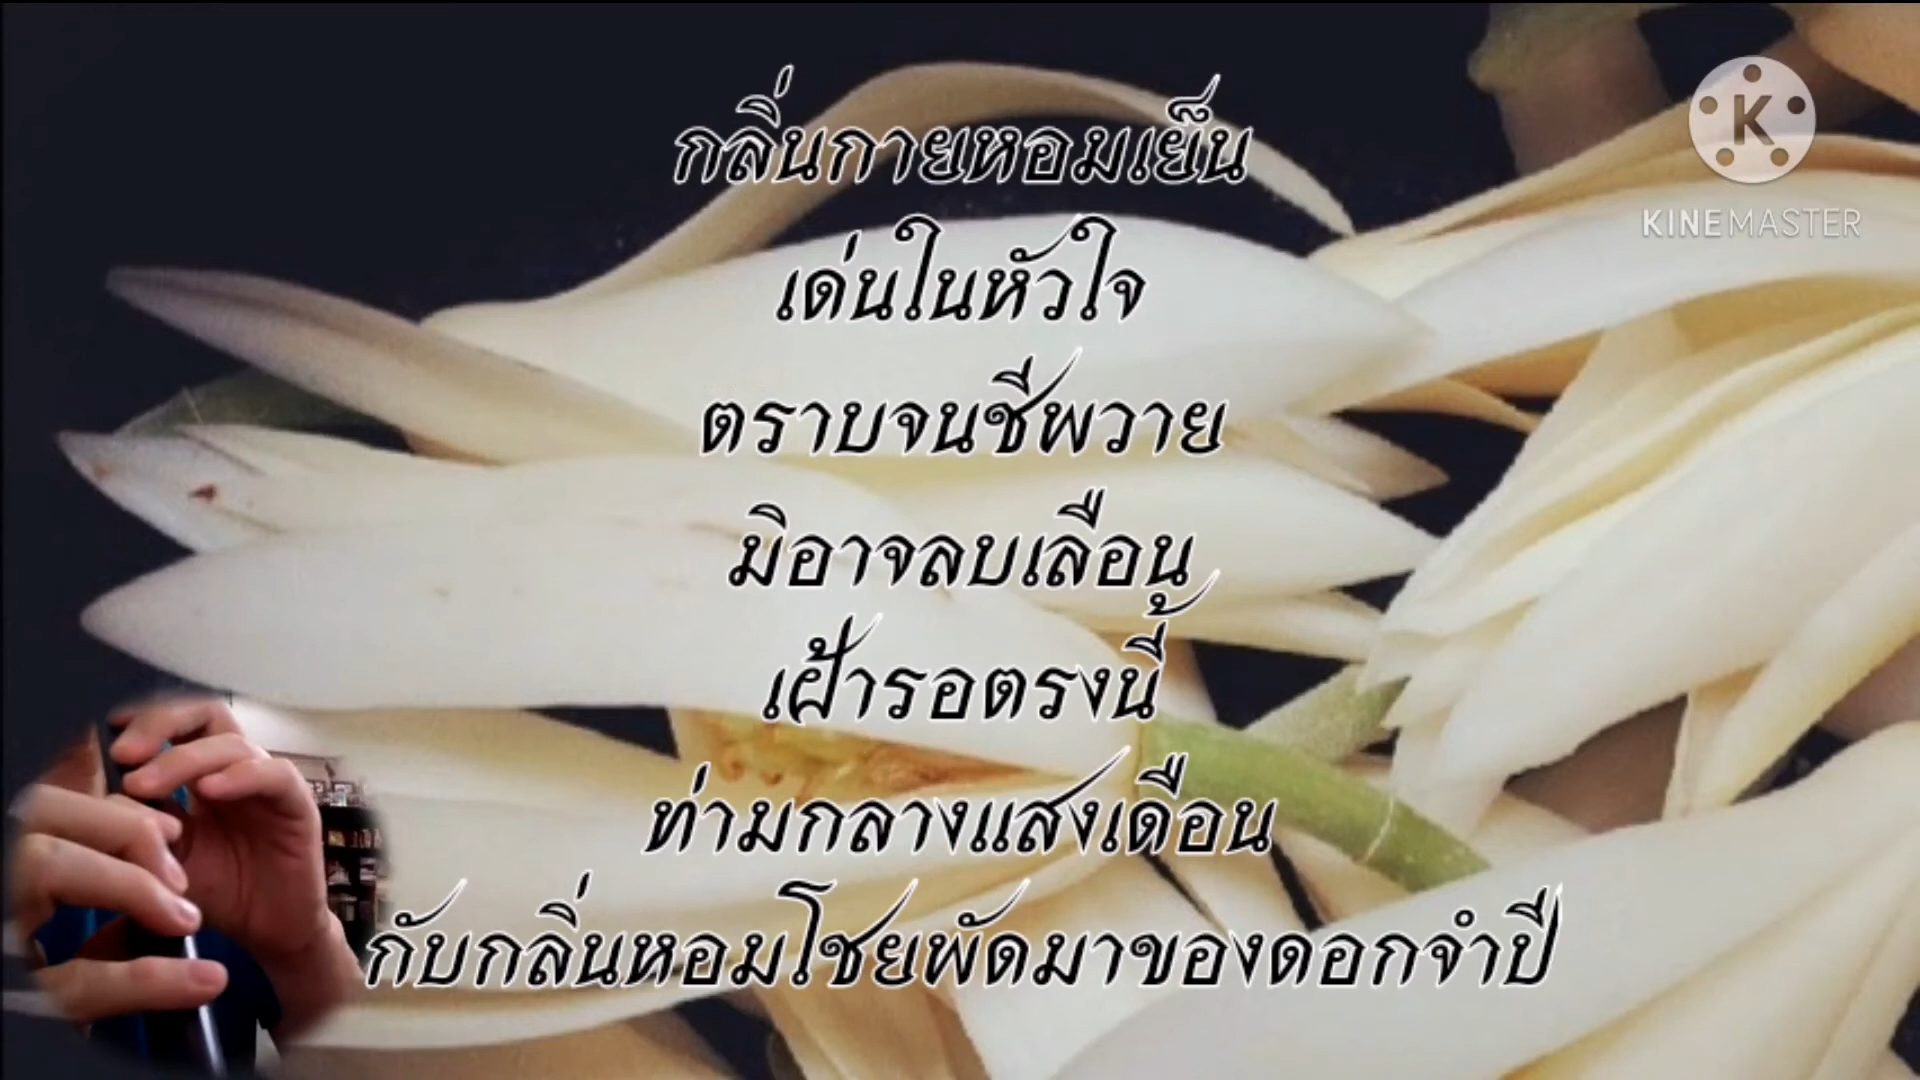 กลิ่นกายหอมเย็น
เด่นในหัวใจ
ตราบจนชีพวาย
มิอาจลบเลือน
เฝ้ารอตรงนี้
ท่ามกลางแสงเดือน
กับกลิ่นหอมโชยพัดมาของดอกจำปี
K
KINEMASTER